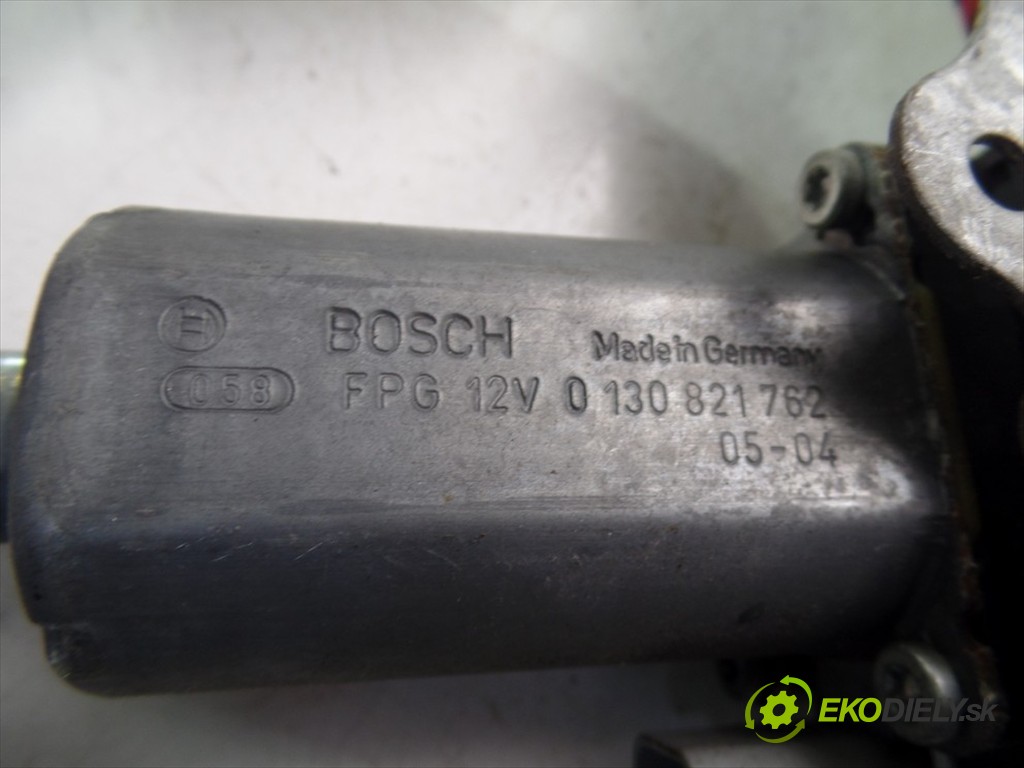 BOSCH Made in Germany
058 FPG 12V 0 130 821 762
05-04
EKODIELY.sk